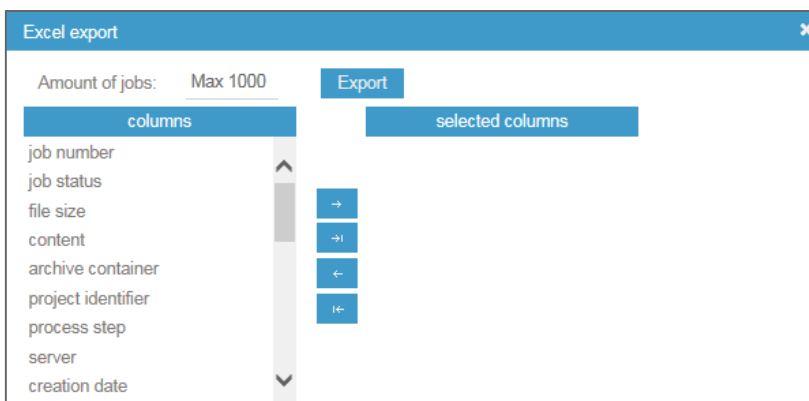 Excel export
Amount of jobs: Max 1000 Export
columns selected columns
job number
job status
file size
content
archive container
project identifier
process step
server
creation date